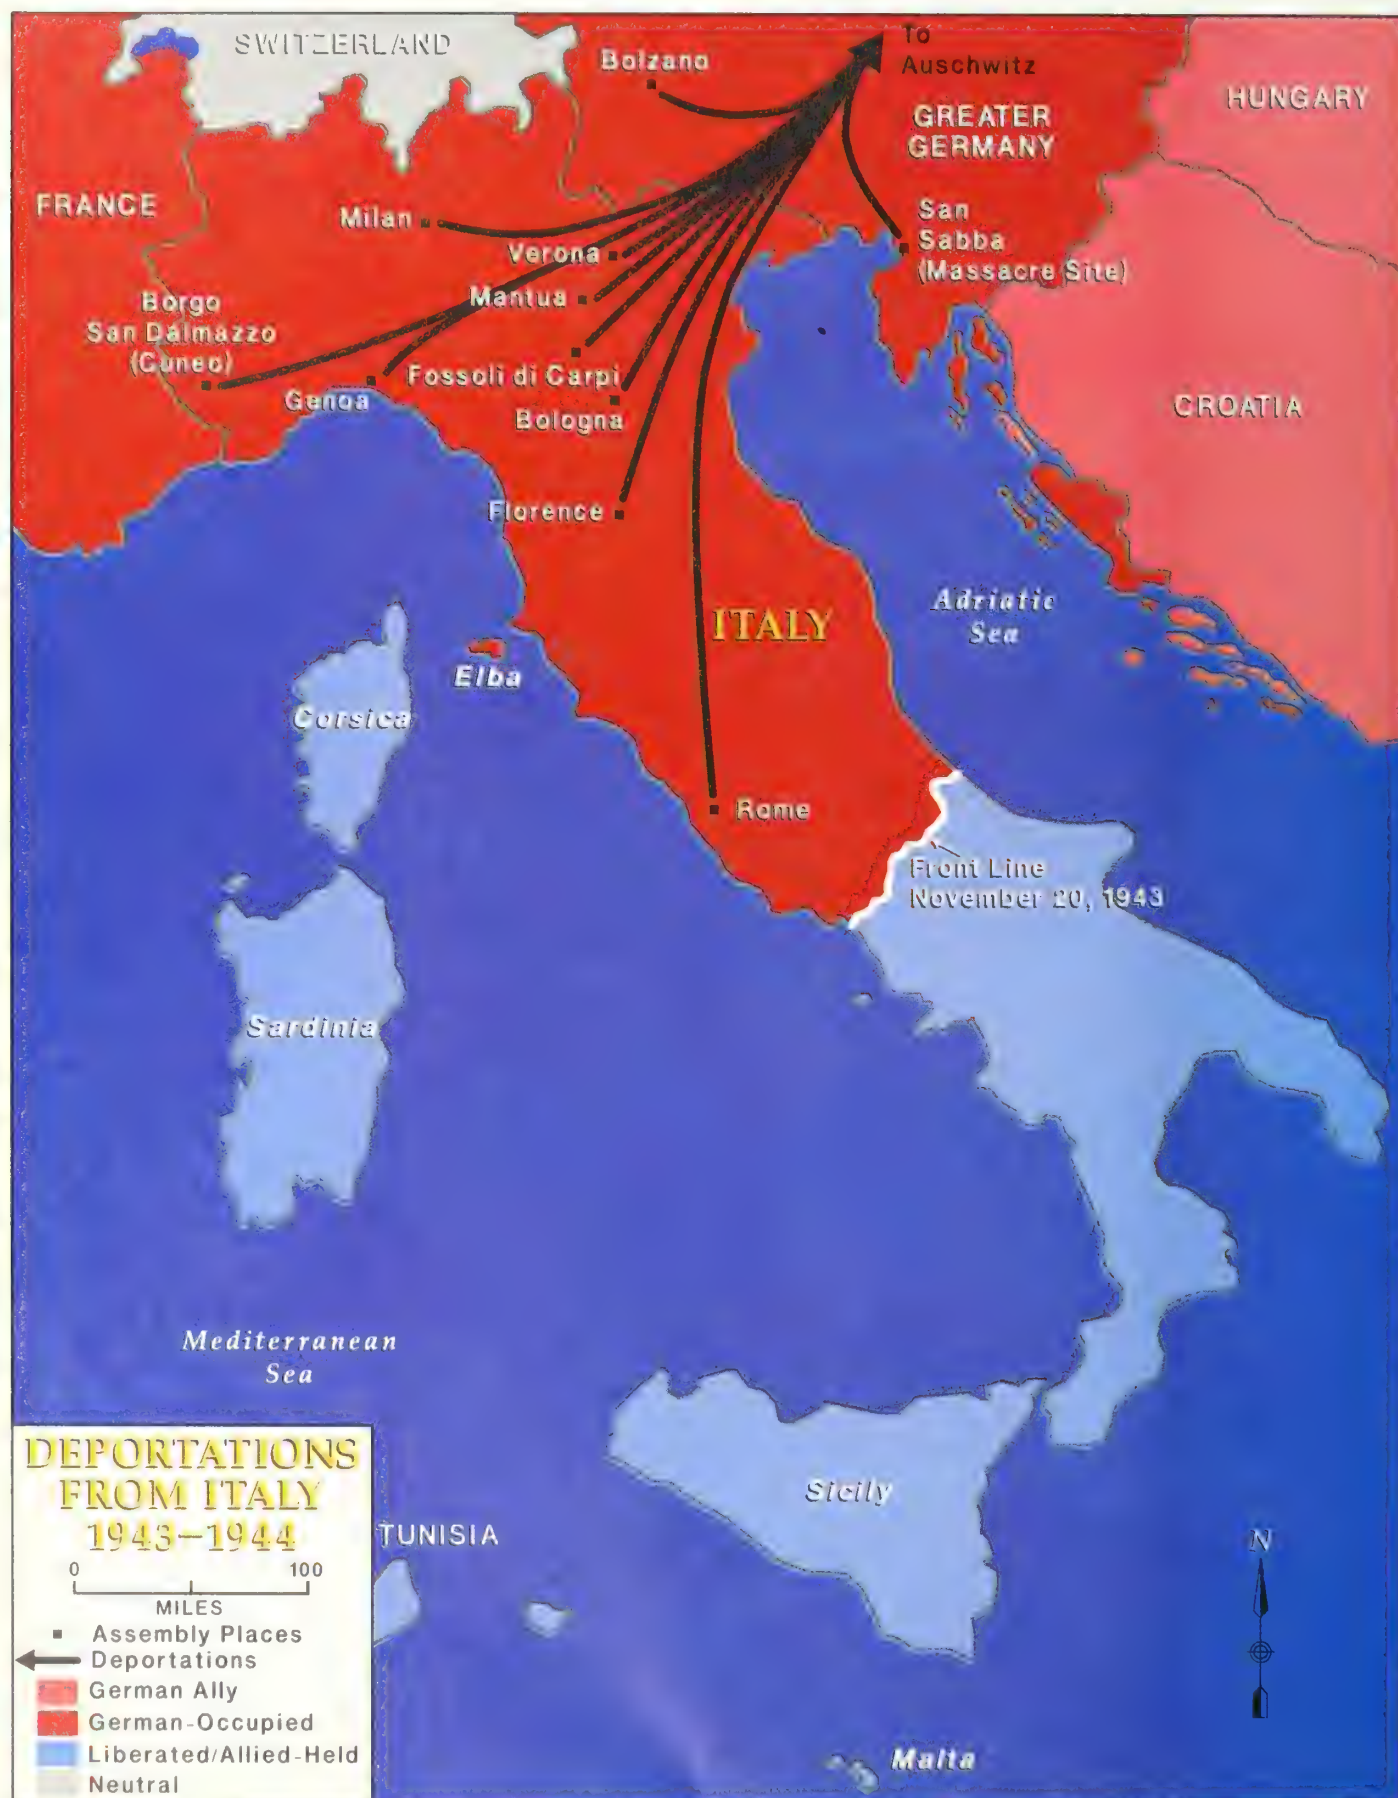 SWITZERLAND
To
Auschwitz
Bolzano
HUNGARY
GREATER
GERMANY
FRANCE
Milan
San
Sabba
(Massacre Site)
Verona
Mantua
Borgo
San Dalmazzo
(Cuneo)
Genoa
Fossoli di Carpi
Bologna
CROATIA
Florence
Adriatic
Sea
ITALY
Elba
Corsica
Rome
Front Line
November 20, 1943
Sardinia
Mediterranean
Sea
Sicily
TUNISIA
N
Malta
DEPORTATIONS
FROM ITALY
1943–1944
0 100
MILES
Assembly Places
Deportations
German Ally
German-Occupied
Liberated/Allied-Held
Neutral